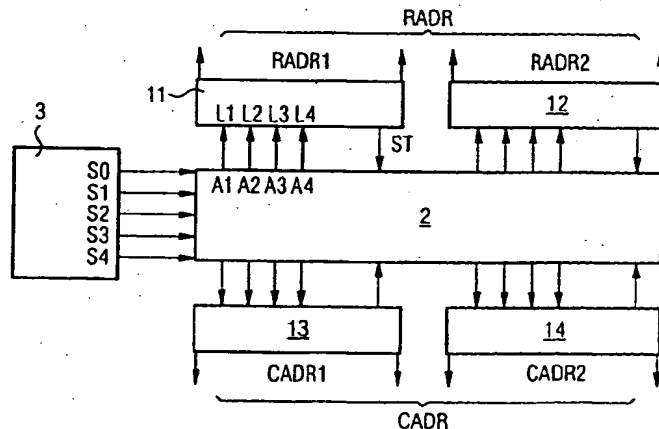 RADR
RADR1 RADR2
11 L1 L2 L3 L4 12
3 ST
S0 A1 A2 A3 A4
S1
S2 2
S3
S4
13 14
CADR1 CADR2
CADR